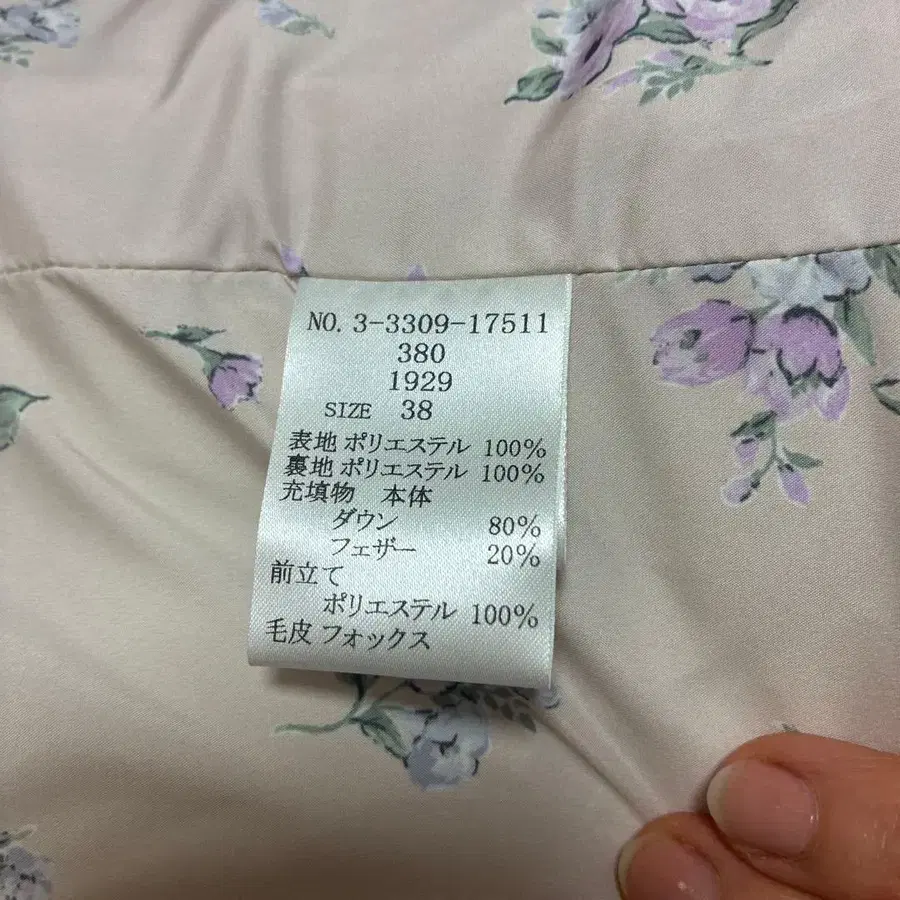 NO. 3-3309-17511
380
1929
SIZE 38
表地 ポリエステル 100%
裏地 ポリエステル 100%
充填物 本体
ダウン 80%
フェザー 20%
前立て
ポリエステル 100%
毛皮 フォックス